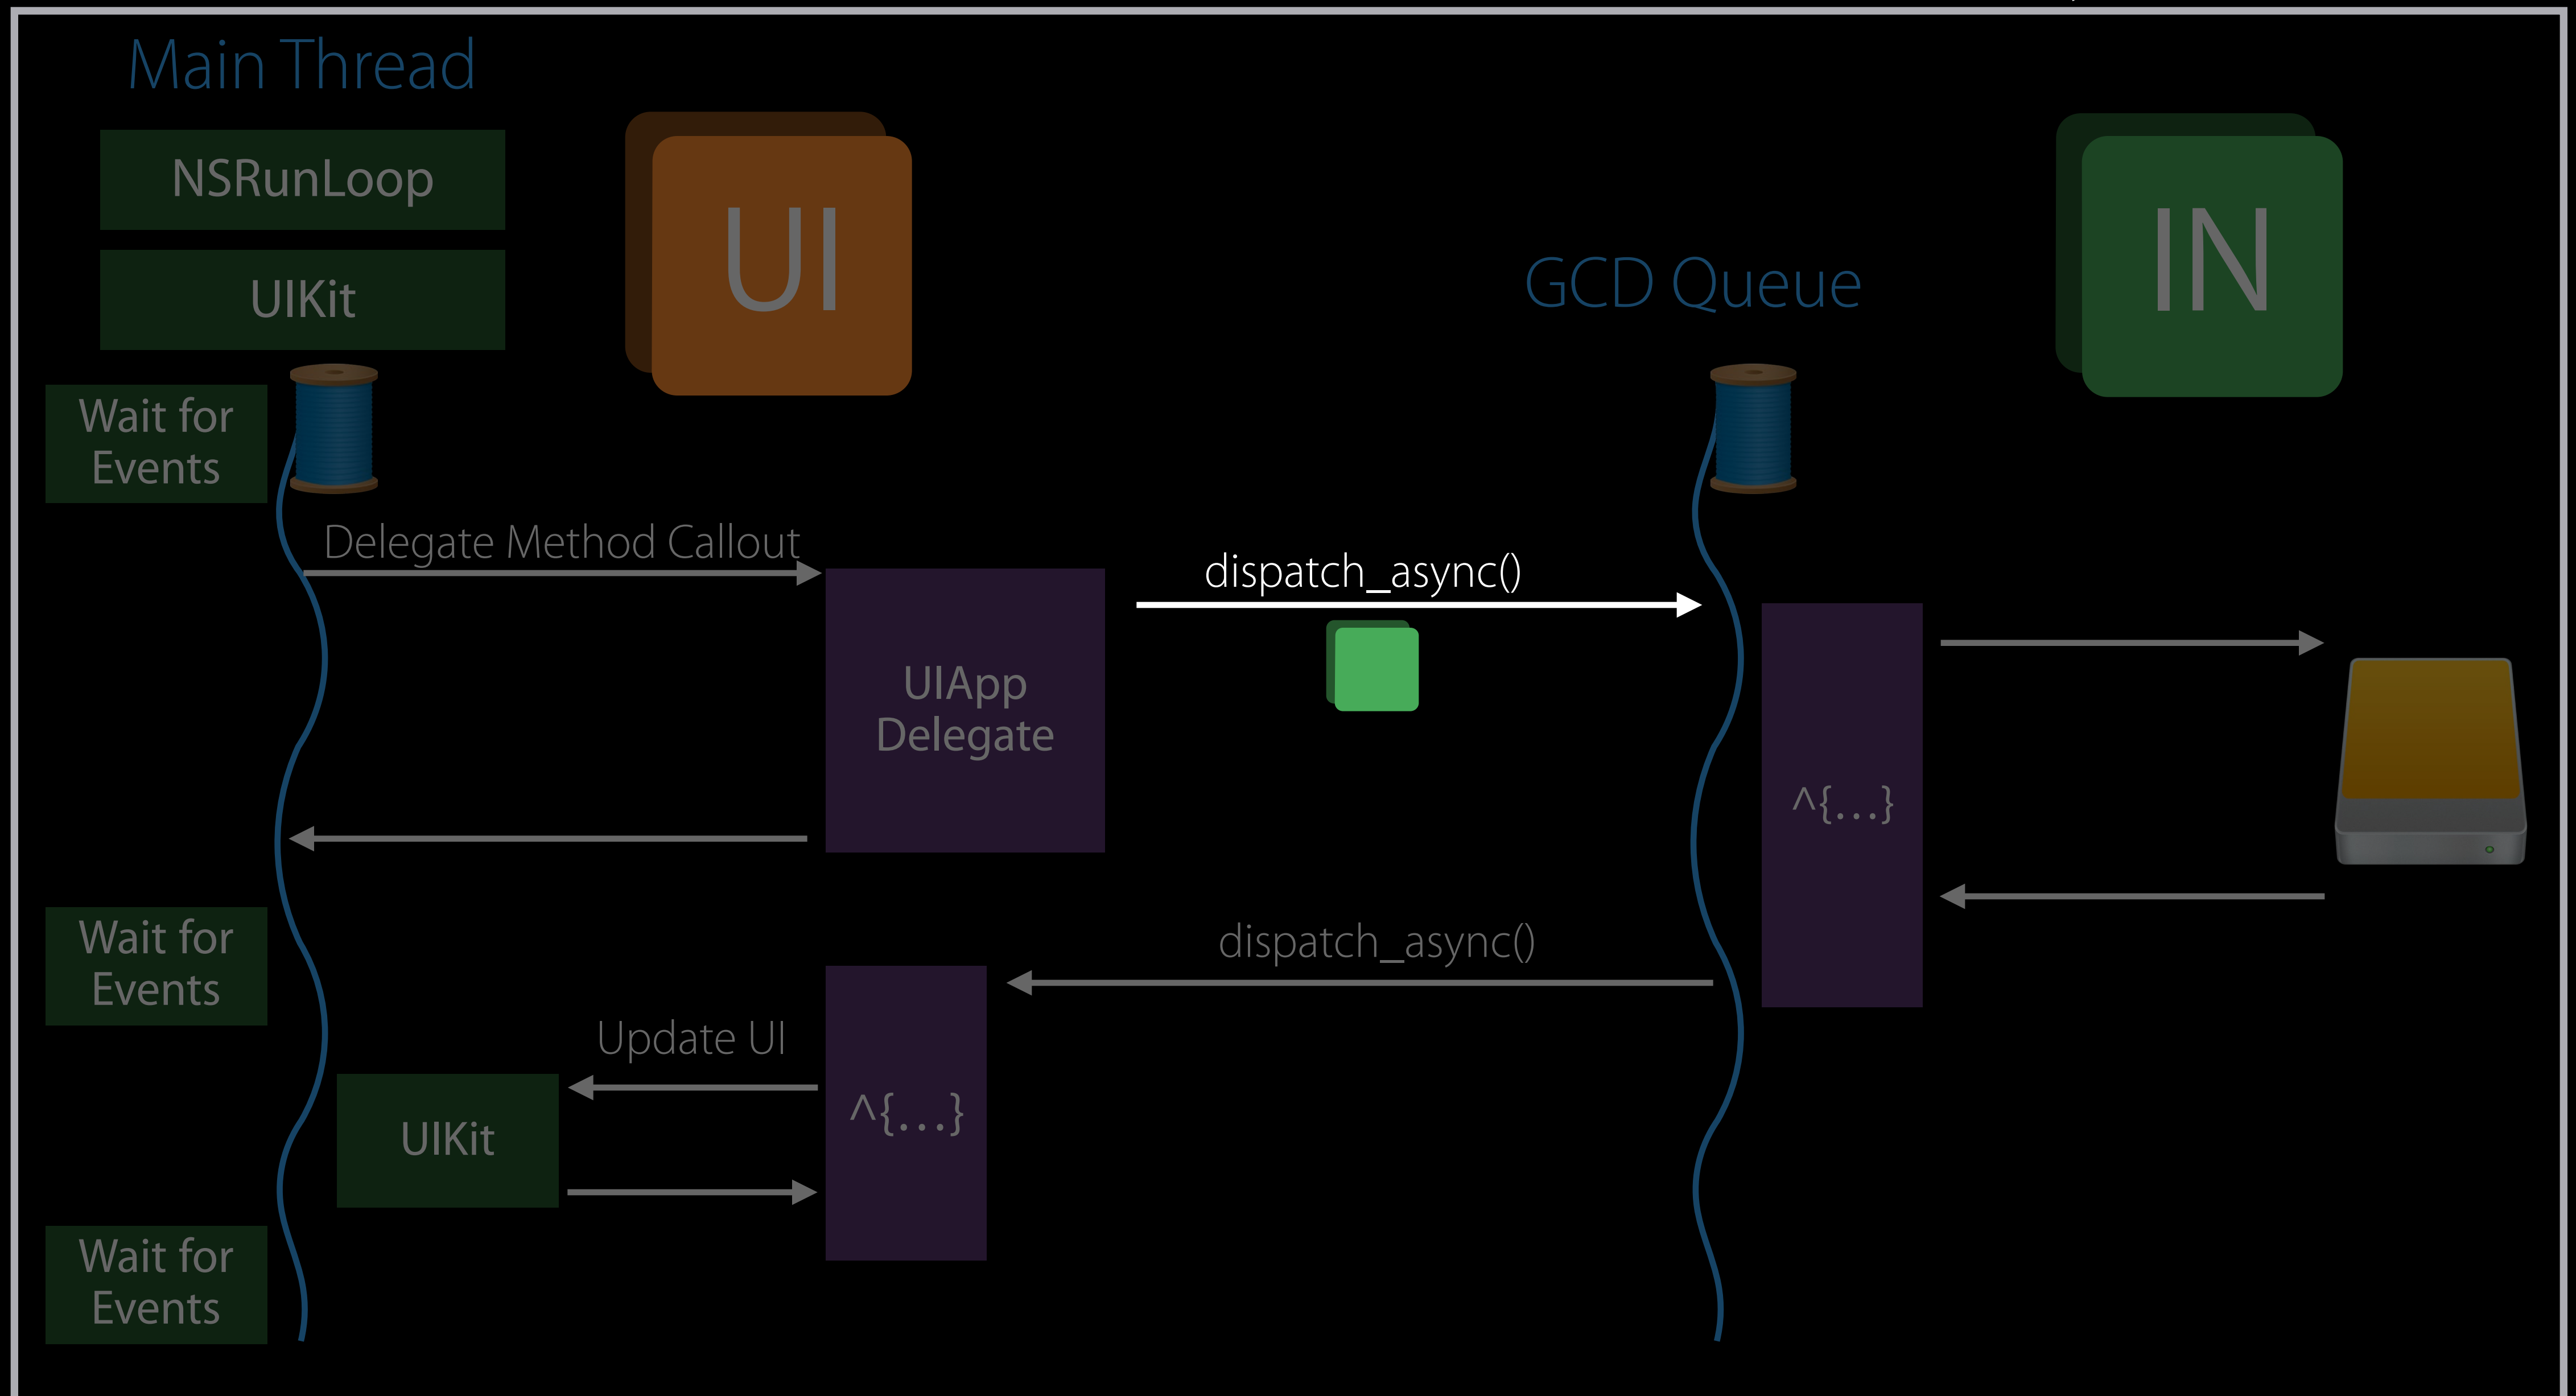 Main Thread
NSRunLoop
UIKit
UI
IN
GCD Queue
Wait for
Events
Delegate Method Callout
dispatch_async()
UIApp
Delegate
^{…}
Wait for
Events
dispatch_async()
Update UI
^{…}
UIKit
Wait for
Events